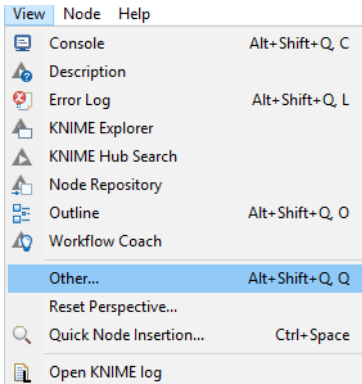 View Node Help
Console Alt+Shift+Q, C
Description
Error Log Alt+Shift+Q, L
KNIME Explorer
KNIME Hub Search
Node Repository
Outline Alt+Shift+Q, O
Workflow Coach
Other... Alt+Shift+Q, Q
Reset Perspective...
Quick Node Insertion... Ctrl+Space
Open KNIME log